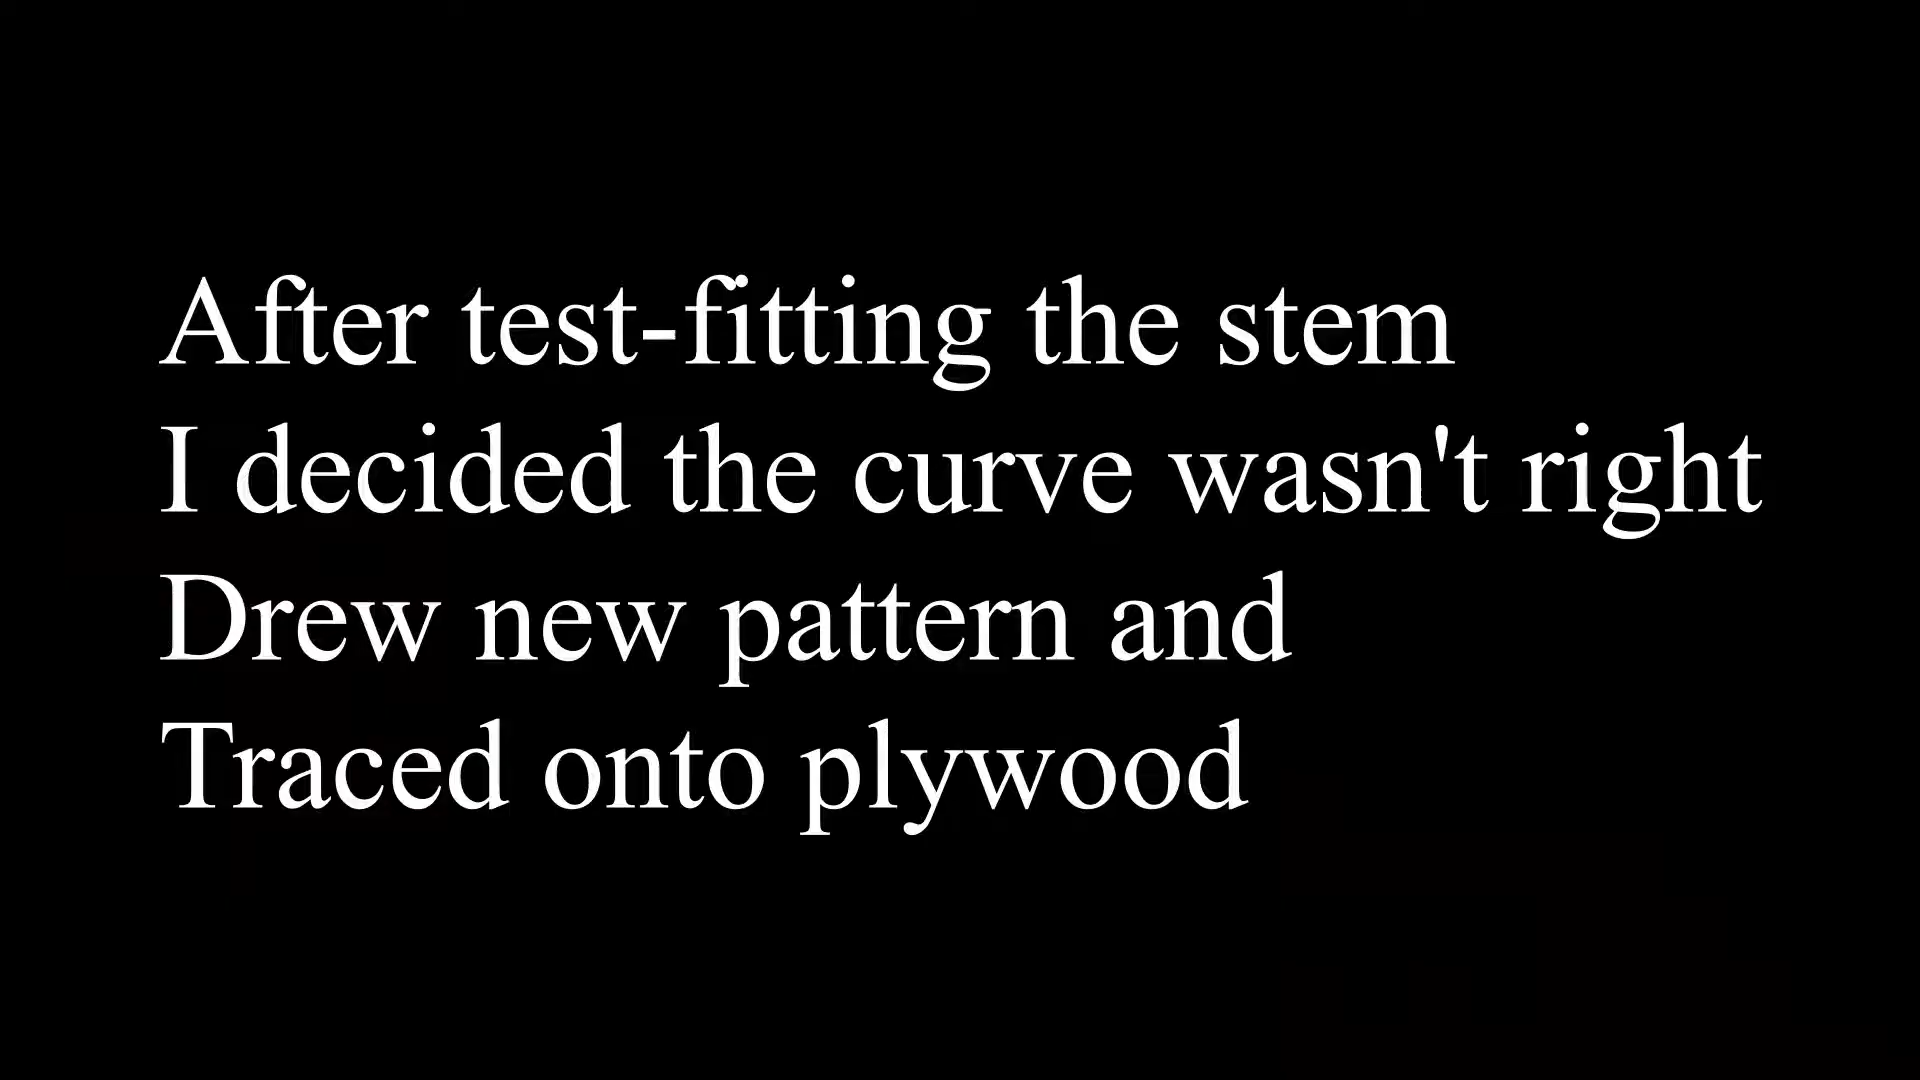 After test-fitting the stem
I decided the curve wasn't right
Drew new pattern and
Traced onto plywood